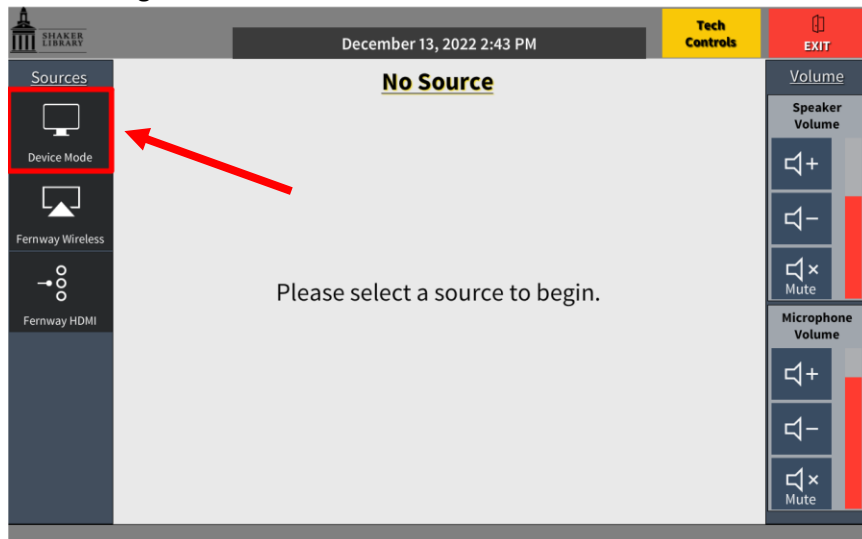 SHAKER
LIBRARY
December 13, 2022 2:43 PM
Tech
Controls
EXIT
Sources
Device Mode
Fernway Wireless
Fernway HDMI
No Source
Please select a source to begin.
Volume
Speaker
Volume
Mute
Microphone
Volume
Mute